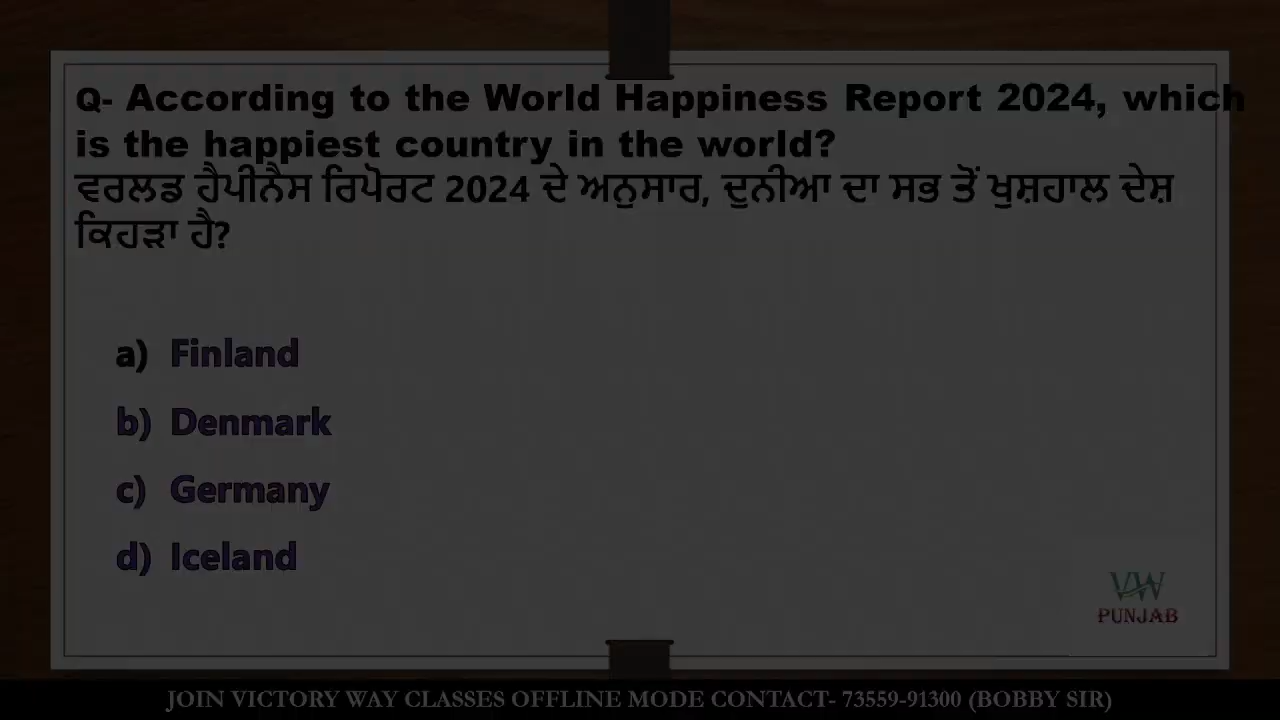 Q- According to the World Happiness Report 2024, which
is the happiest country in the world?
ਵਰਲਡ ਹੈਪੀਨੈਸ ਰਿਪੋਰਟ 2024 ਦੇ ਅਨੁਸਾਰ, ਦੁਨੀਆ ਦਾ ਸਭ ਤੋਂ ਖੁਸ਼ਹਾਲ ਦੇਸ਼
ਕਿਹੜਾ ਹੈ?
a) Finland
b) Denmark
c) Germany
d) Iceland
VW
PUNJAB
JOIN VICTORY WAY CLASSES OFFLINE MODE CONTACT- 73559-91300 (BOBBY SIR)